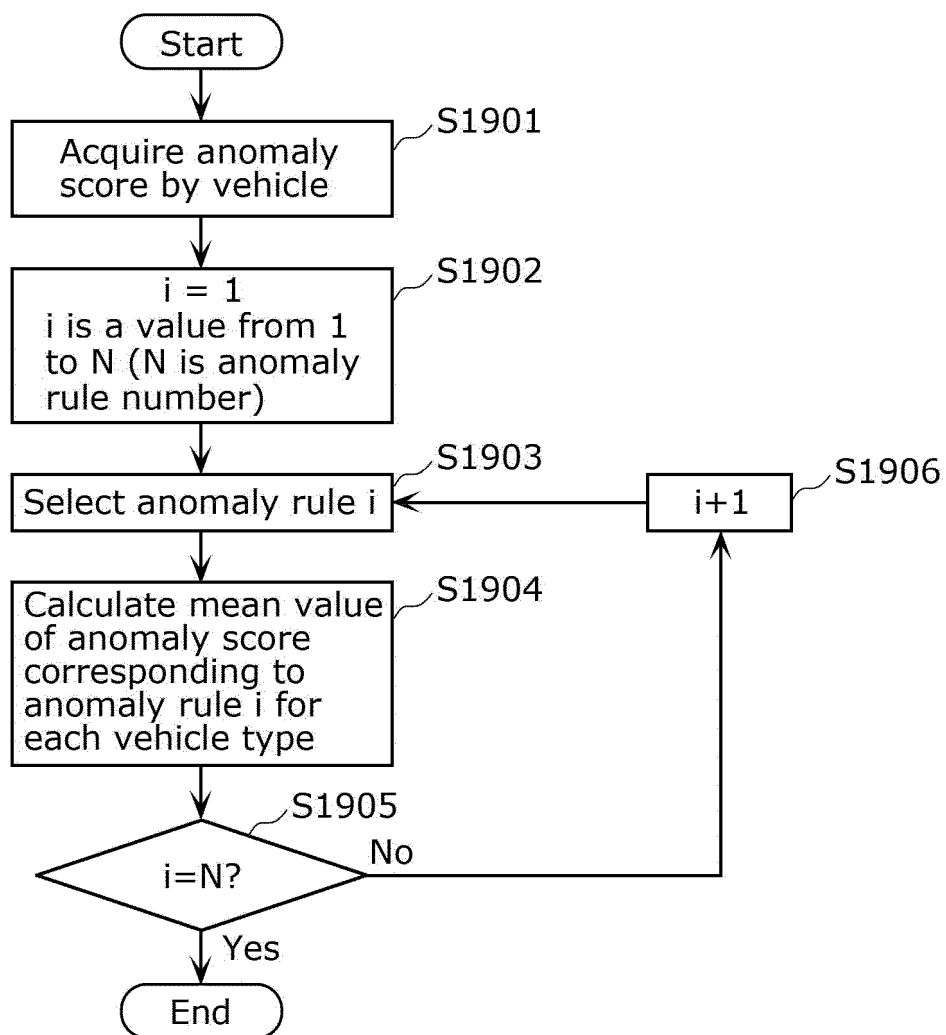 Start
S1901
Acquire anomaly
score by vehicle
S1902
i = 1
i is a value from 1
to N (N is anomaly
rule number)
S1903
Select anomaly rule i
S1906
i+1
S1904
Calculate mean value
of anomaly score
corresponding to
anomaly rule i for
each vehicle type
S1905
i=N?
No
Yes
End